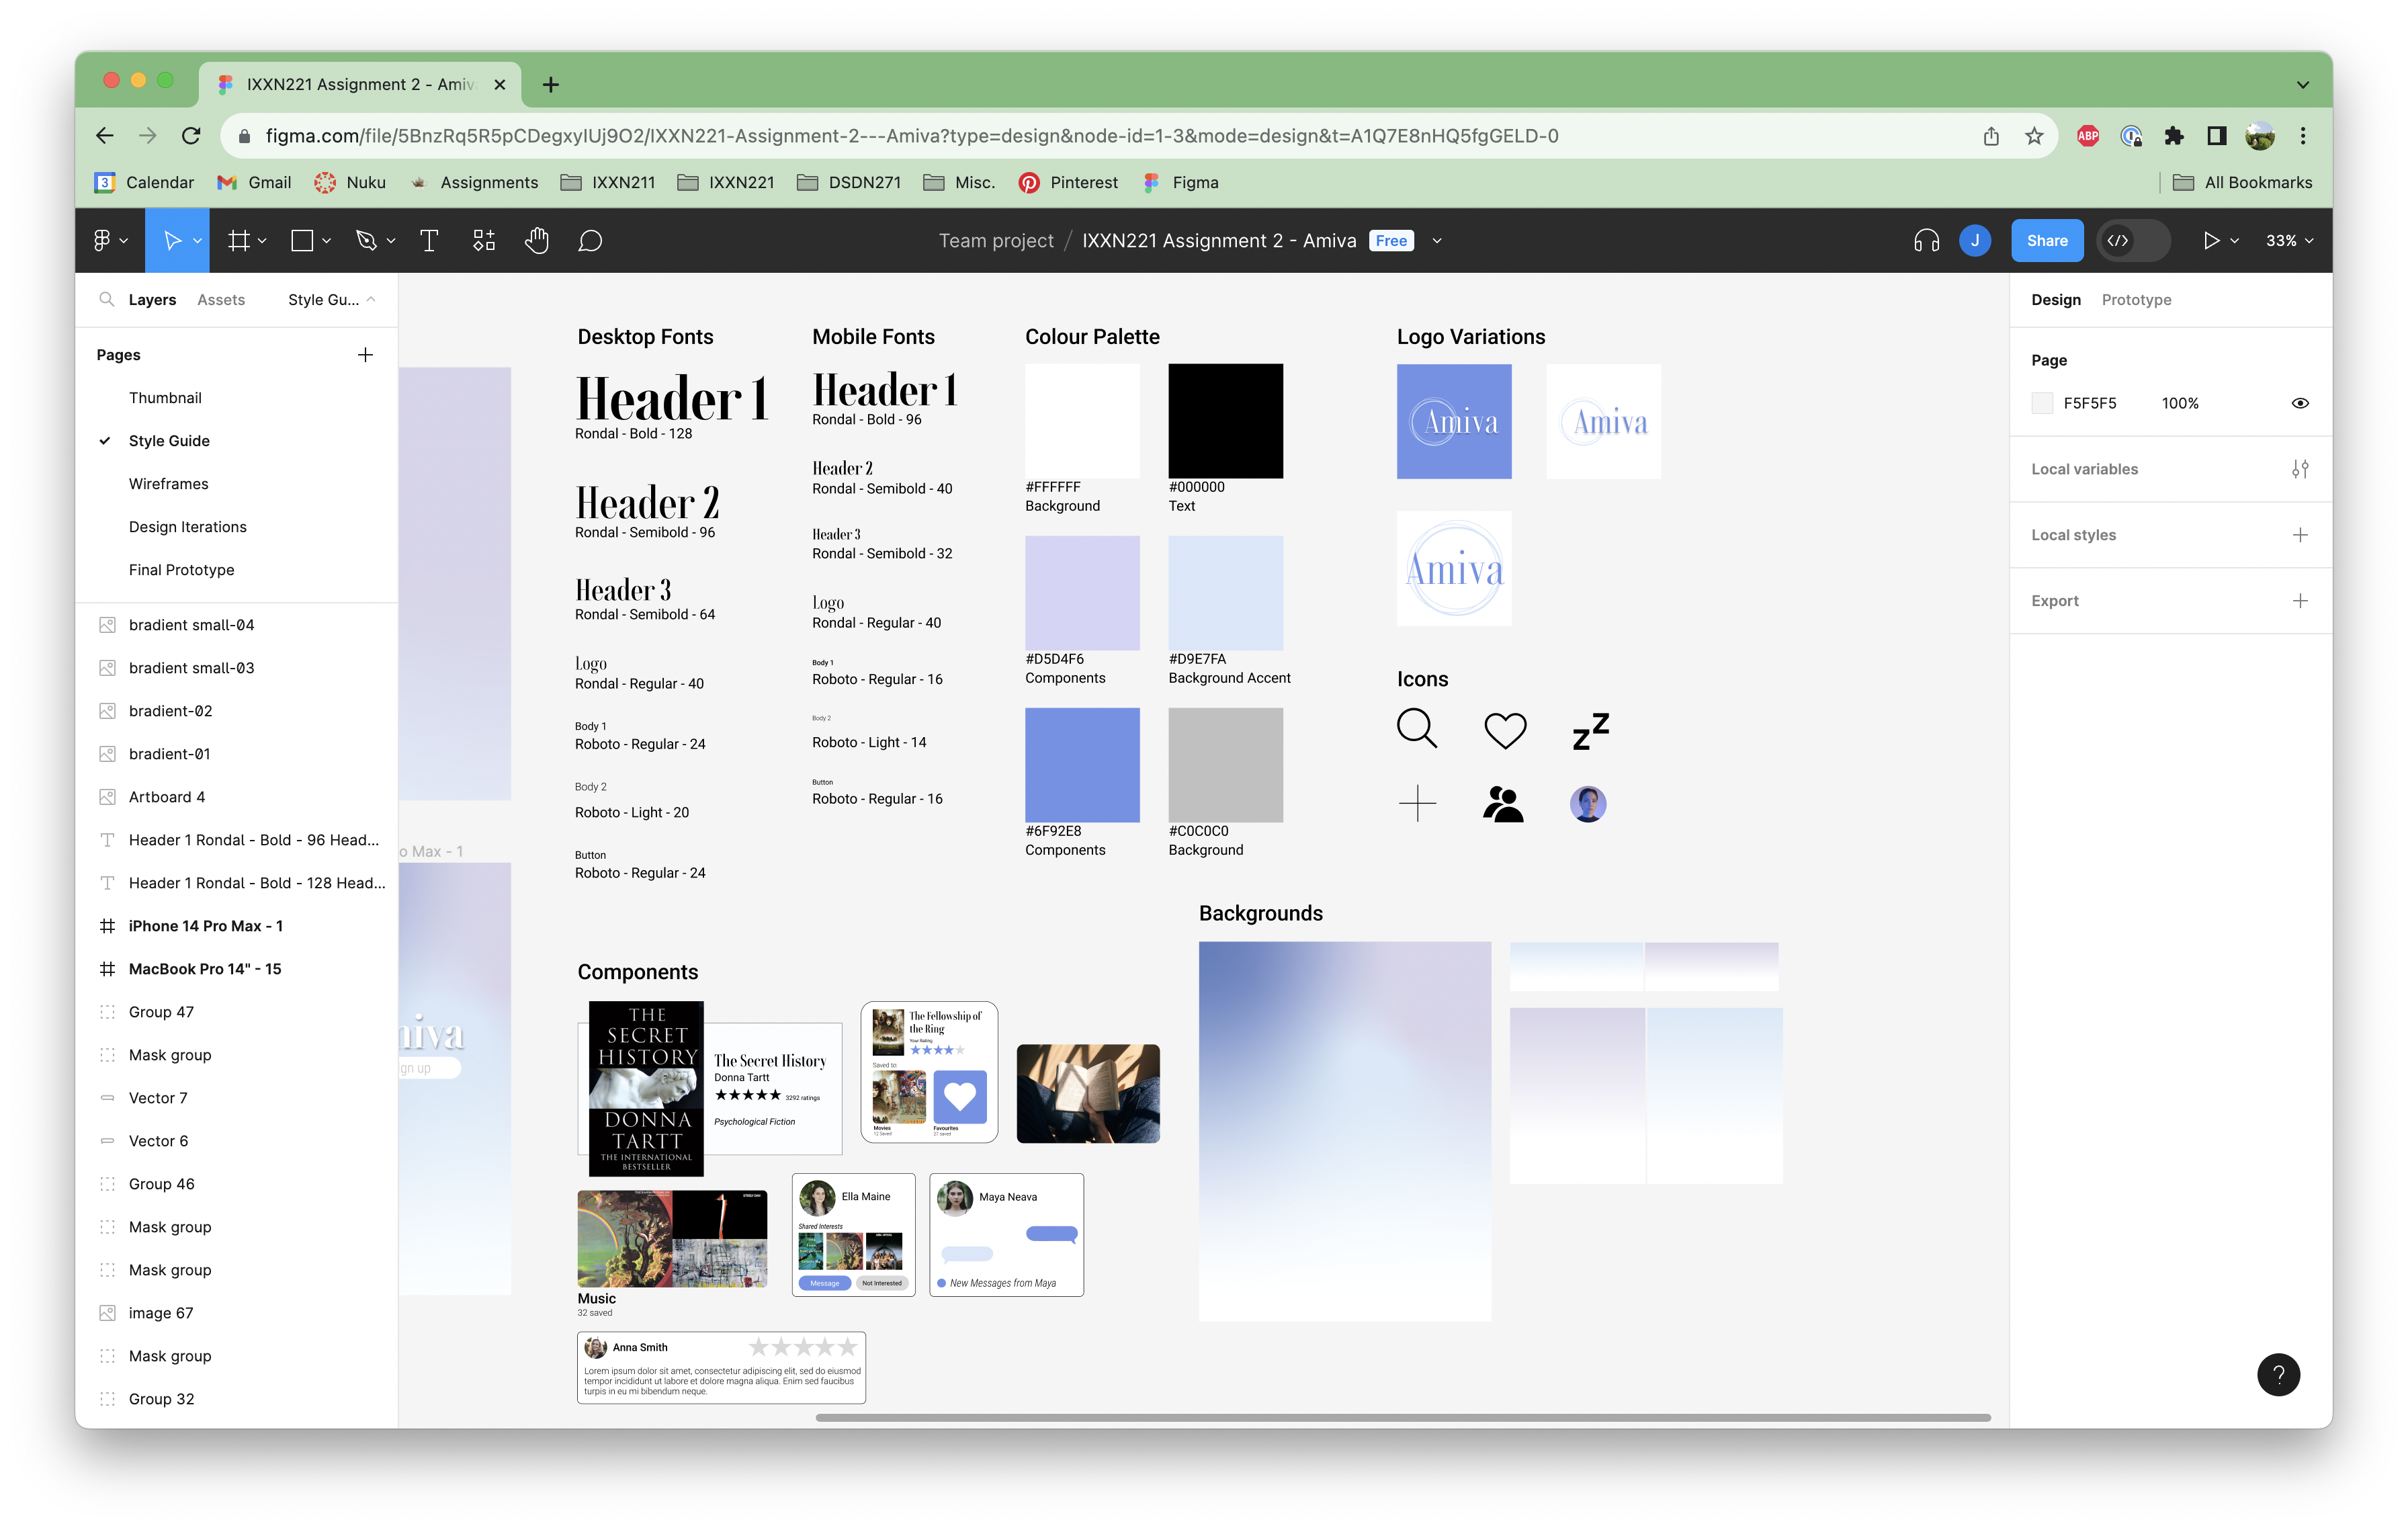 IXXN221 Assignment 2 - Amiv
figma.com/file/5BnzRq5R5pCDegxyIUj9O2/IXXN221-Assignment-2---Amiva?type=design&node-id=1-3&mode=design&t=A1Q7E8nHQ5fgGELD-0
ABP
3 Calendar Gmail Nuku Assignments IXXN211 IXXN221 DSDN271 Misc. Pinterest Figma All Bookmarks
Team project / IXXN221 Assignment 2 - Amiva Free
J Share 33%
Layers Assets Style Gu...
Pages
Thumbnail
Style Guide
Wireframes
Design Iterations
Final Prototype
bradient small-04
bradient small-03
bradient-02
bradient-01
Artboard 4
Header 1 Rondal - Bold - 96 Head...
Header 1 Rondal - Bold - 128 Head...
iPhone 14 Pro Max - 1
MacBook Pro 14" - 15
Group 47
Mask group
Vector 7
Vector 6
Group 46
Mask group
Mask group
image 67
Mask group
Group 32
o Max - 1
niva
gn up
Desktop Fonts
Header 1
Rondal - Bold - 128
Header 2
Rondal - Semibold - 96
Header 3
Rondal - Semibold - 64
Logo
Rondal - Regular - 40
Body 1
Roboto - Regular - 24
Body 2
Roboto - Light - 20
Button
Roboto - Regular - 24
Mobile Fonts
Header 1
Rondal - Bold - 96
Header 2
Rondal - Semibold - 40
Header 3
Rondal - Semibold - 32
Logo
Rondal - Regular - 40
Body 1
Roboto - Regular - 16
Body 2
Roboto - Light - 14
Button
Roboto - Regular - 16
Colour Palette
#FFFFFF
Background
#000000
Text
#D5D4F6
Components
#D9E7FA
Background Accent
#6F92E8
Components
#C0C0C0
Background
Logo Variations
Amiva
Amiva
Amiva
Icons
zZ
Components
THE
SECRET
HISTORY
DONNA
TARTT
THE INTERNATIONAL
BESTSELLER
The Secret History
Donna Tartt
3292 ratings
Psychological Fiction
The Fellowship of
the Ring
Your Rating
Saved to:
Movies
12 Saved
Favourites
27 saved
Music
32 saved
Ella Maine
Shared Interests
Message
Not Interested
Maya Neava
New Messages from Maya
Anna Smith
Lorem ipsum dolor sit amet, consectetur adipiscing elit, sed do eiusmod
tempor incididunt ut labore et dolore magna aliqua. Enim sed faucibus
turpis in eu mi bibendum neque.
Backgrounds
Design Prototype
Page
F5F5F5 100%
Local variables
Local styles
Export
?